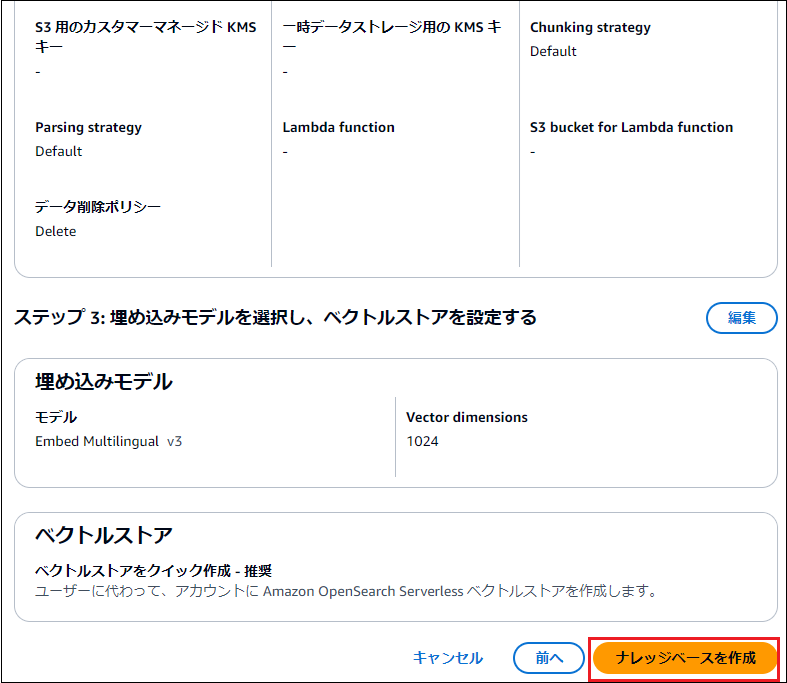 S3 用のカスタマーマネージド KMS
キー
-
一時データストレージ用の KMS キ
ー
-
Chunking strategy
Default
Parsing strategy
Default
Lambda function
-
S3 bucket for Lambda function
-
データ削除ポリシー
Delete
ステップ 3: 埋め込みモデルを選択し、ベクトルストアを設定する
編集
埋め込みモデル
モデル
Embed Multilingual v3
Vector dimensions
1024
ベクトルストア
ベクトルストアをクイック作成 - 推奨
ユーザーに代わって、アカウントに Amazon OpenSearch Serverless ベクトルストアを作成します。
キャンセル
前へ
ナレッジベースを作成